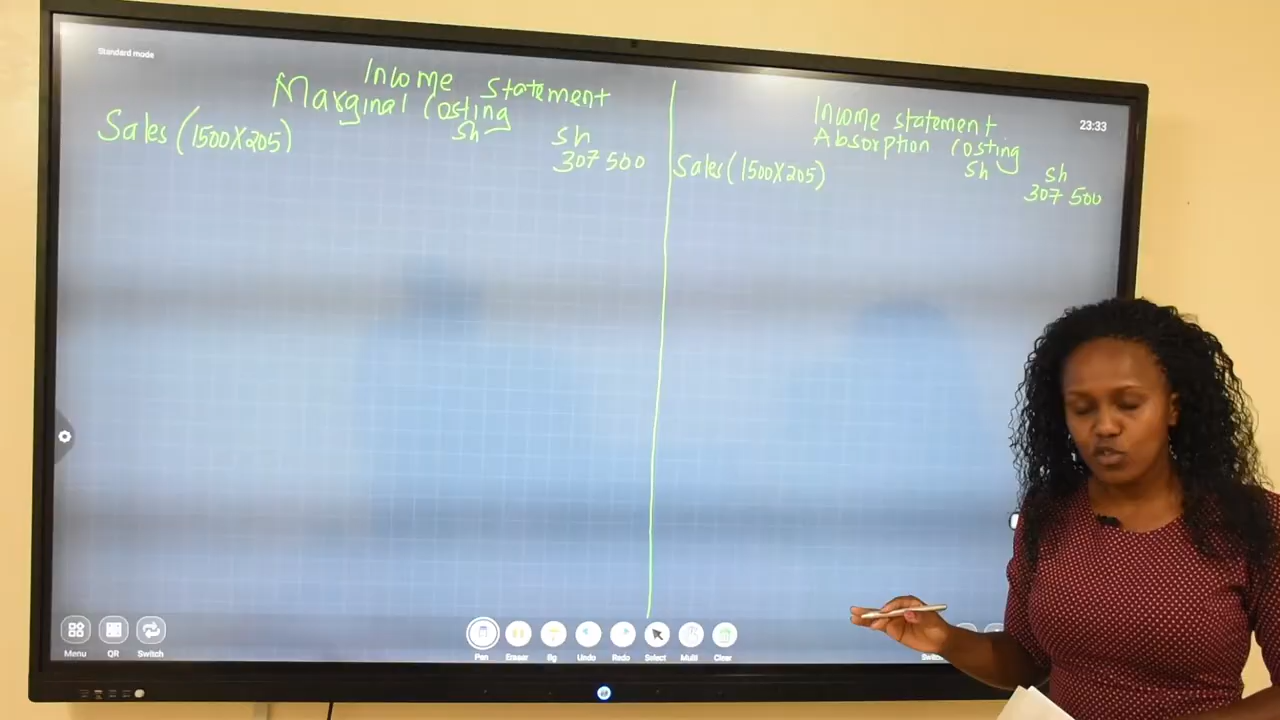 Standard mode
Income Statement
Marginal Costing
Sh sh
Sales (1500X205) 307 500
23:33
Income statement
Absorption Costing
Sh sh
Sales (1500X205) 307 500
Menu QR Switch
Pen Eraser Bg Undo Redo Select Multi Clear